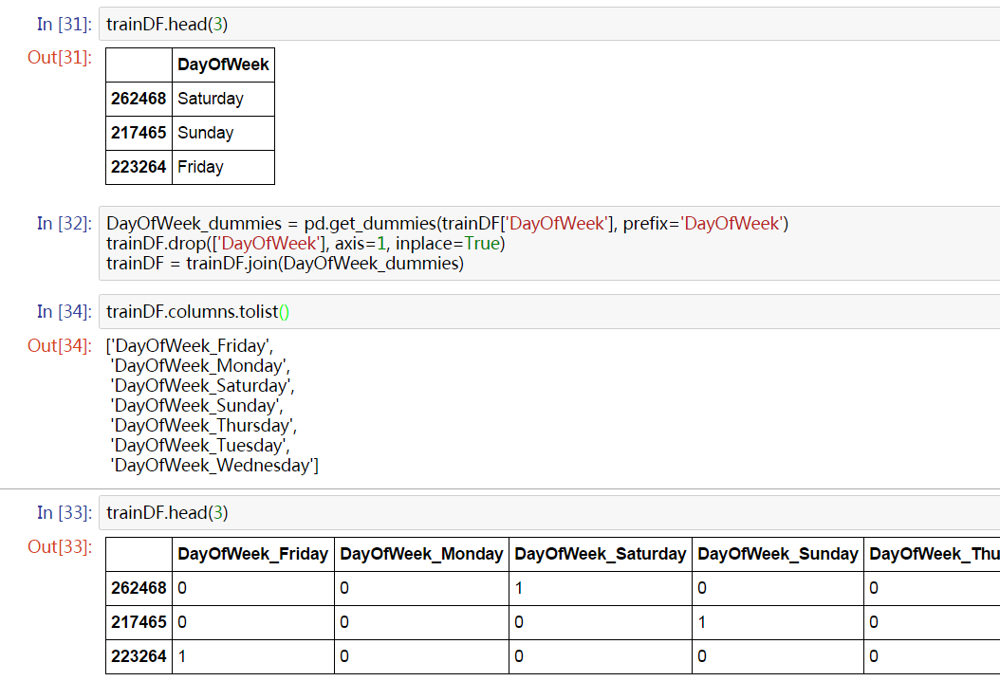 In [31]: trainDF.head(3)
Out[31]:
DayOfWeek
262468 Saturday
217465 Sunday
223264 Friday
In [32]: DayOfWeek_dummies = pd.get_dummies(trainDF['DayOfWeek'], prefix='DayOfWeek')
trainDF.drop(['DayOfWeek'], axis=1, inplace=True)
trainDF = trainDF.join(DayOfWeek_dummies)
In [34]: trainDF.columns.tolist()
Out[34]: ['DayOfWeek_Friday',
'DayOfWeek_Monday',
'DayOfWeek_Saturday',
'DayOfWeek_Sunday',
'DayOfWeek_Thursday',
'DayOfWeek_Tuesday',
'DayOfWeek_Wednesday']
In [33]: trainDF.head(3)
Out[33]:
DayOfWeek_Friday DayOfWeek_Monday DayOfWeek_Saturday DayOfWeek_Sunday DayOfWeek_Thu
262468 0 0 1 0 0
217465 0 0 0 1 0
223264 1 0 0 0 0